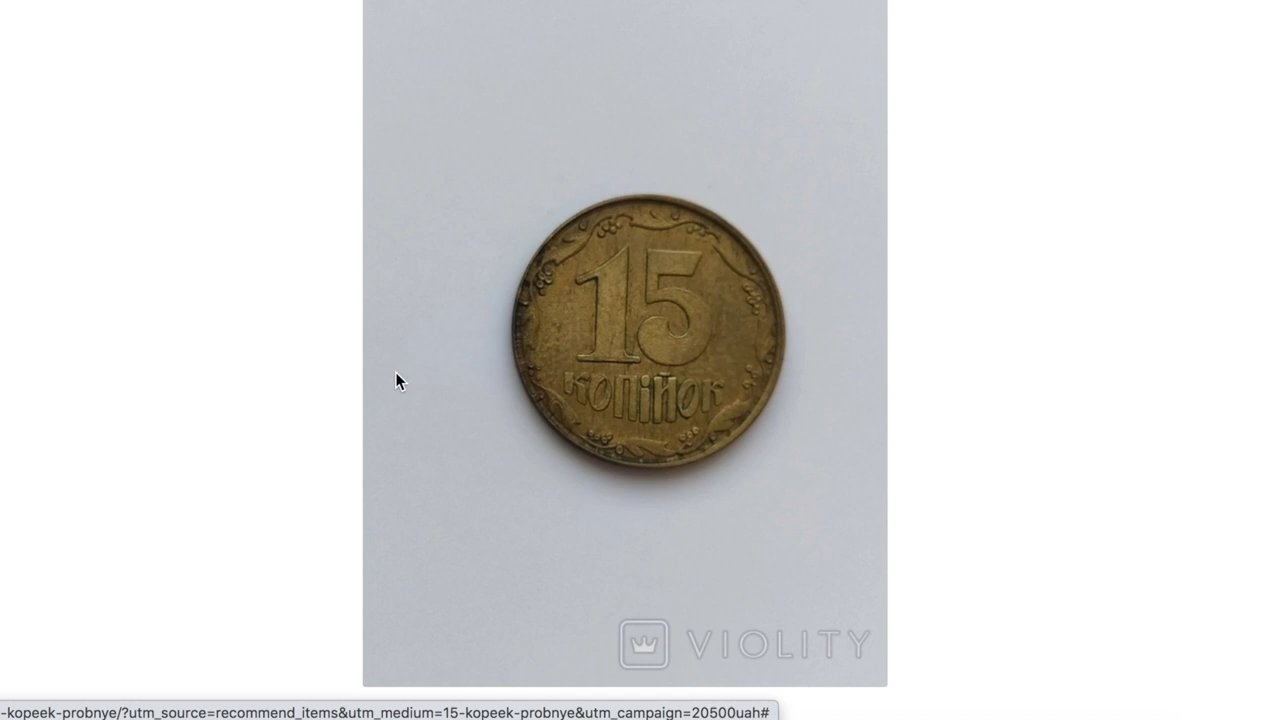 15
копійок
VIOLITY
-kopeek-probnye/?utm_source=recommend_items&utm_medium=15-kopeek-probnye&utm_campaign=20500uah#